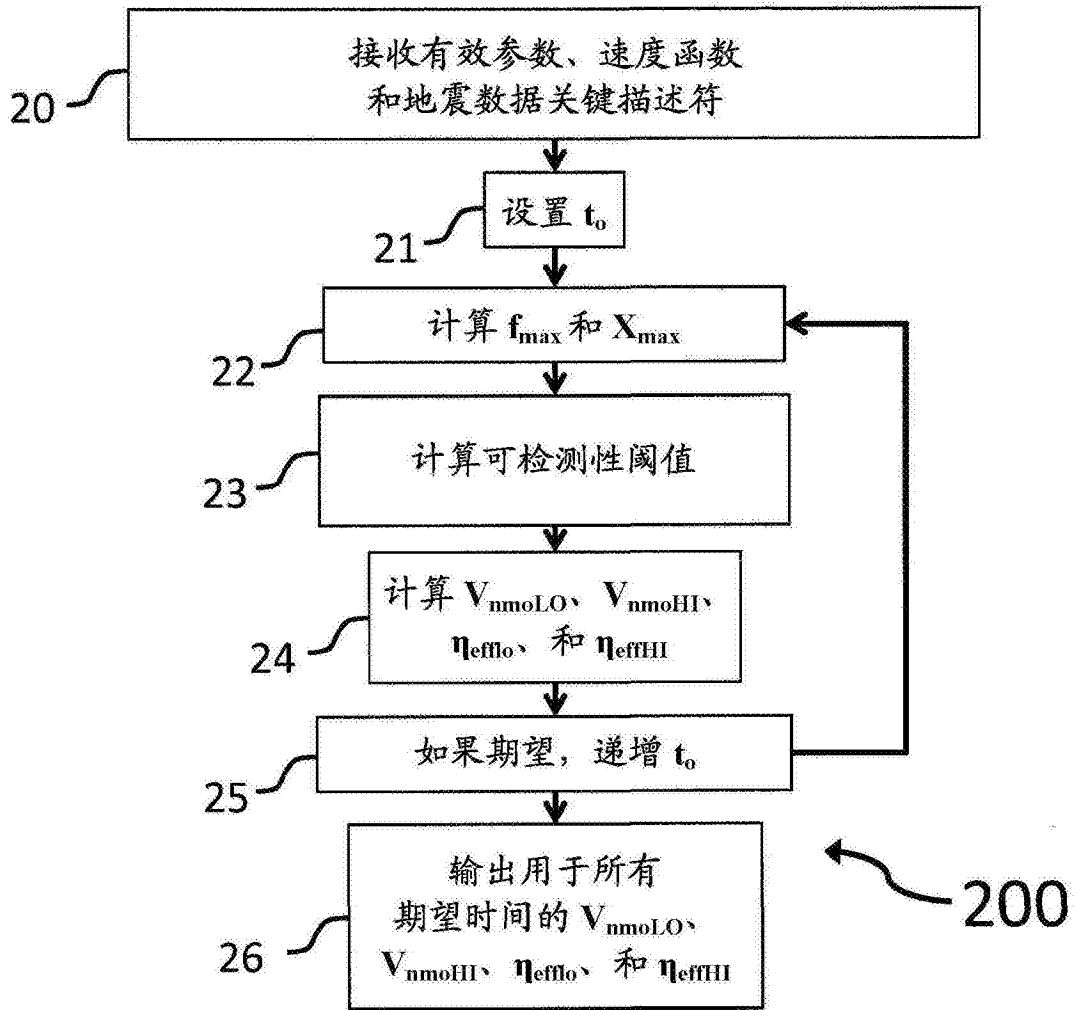 接收有效参数、速度函数
和地震数据关键描述符
20
设置 to
21
计算 fmax 和 Xmax
22
计算可检测性阈值
23
计算 VnmoLO、VnmoHI、
ηefflo、和 ηeffHI
24
如果期望,递增 to
25
输出用于所有
期望时间的 VnmoLO、
VnmoHI、ηefflo、和 ηeffHI
26
200